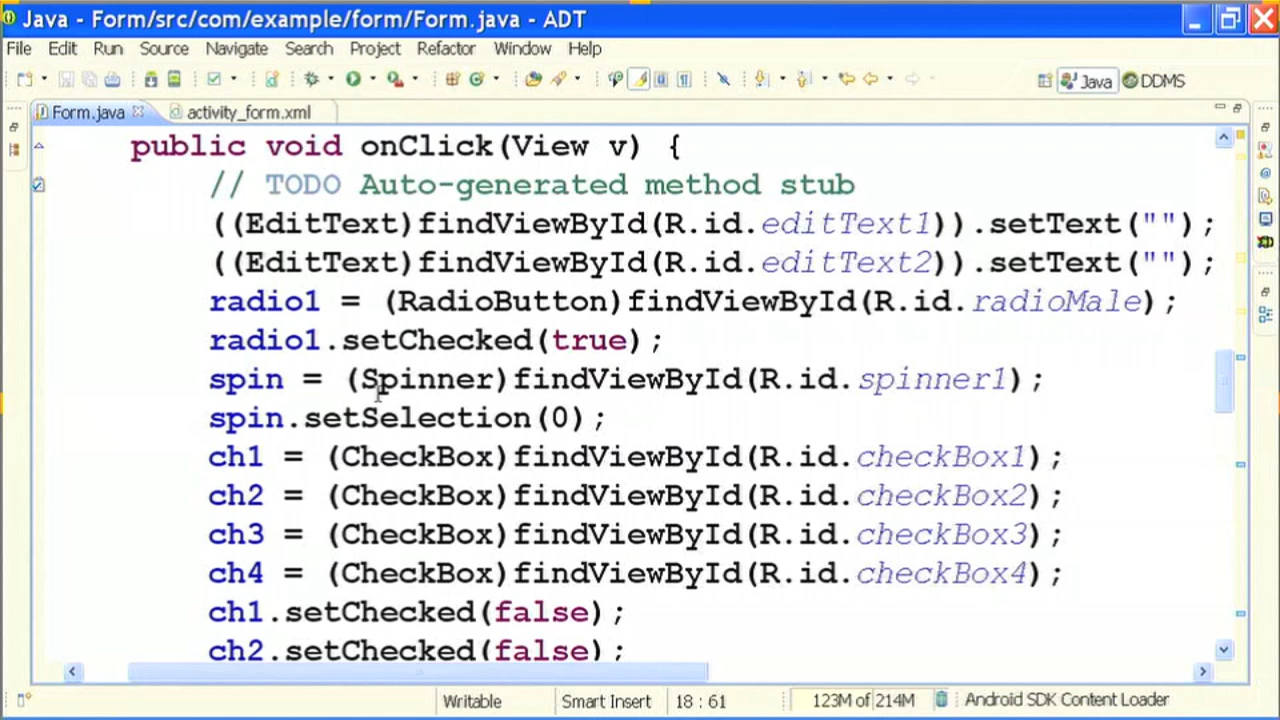 Java - Form/src/com/example/form/Form.java - ADT
File Edit Run Source Navigate Search Project Refactor Window Help
Java DDMS
Form.java activity_form.xml
public void onClick(View v) {
// TODO Auto-generated method stub
((EditText)findViewById(R.id.editText1)).setText("");
((EditText)findViewById(R.id.editText2)).setText("");
radio1 = (RadioButton)findViewById(R.id.radioMale);
radio1.setChecked(true);
spin = (Spinner)findViewById(R.id.spinner1);
spin.setSelection(0);
ch1 = (CheckBox)findViewById(R.id.checkBox1);
ch2 = (CheckBox)findViewById(R.id.checkBox2);
ch3 = (CheckBox)findViewById(R.id.checkBox3);
ch4 = (CheckBox)findViewById(R.id.checkBox4);
ch1.setChecked(false);
ch2.setChecked(false);
Writable Smart Insert 18 : 61 123M of 214M Android SDK Content Loader